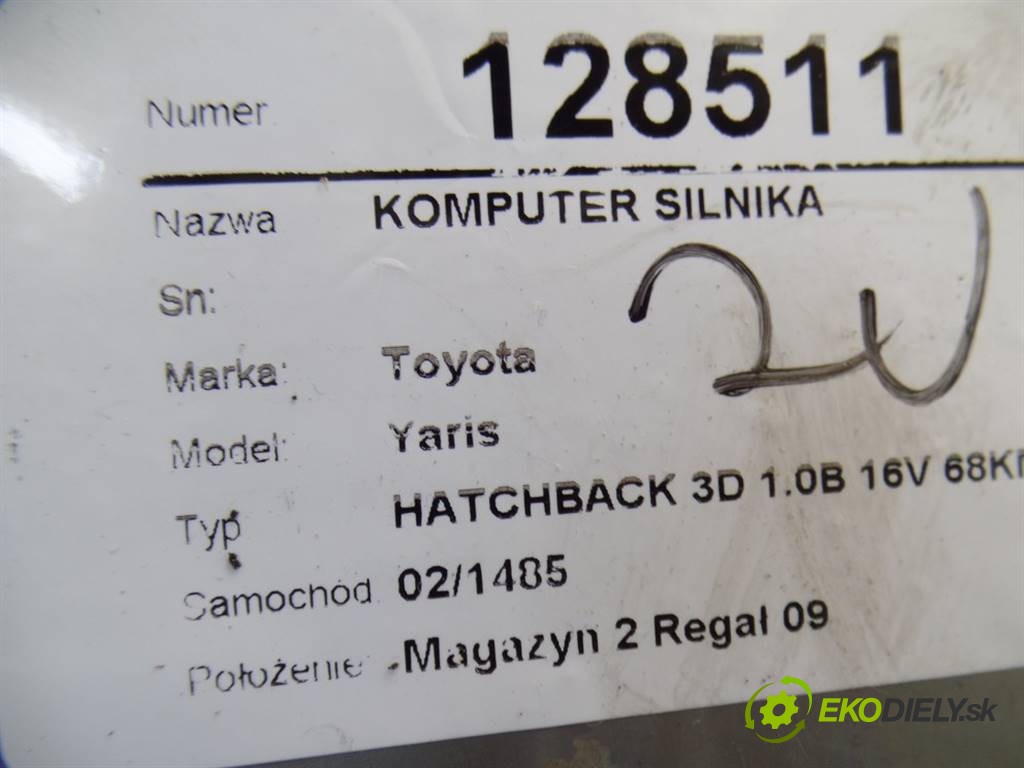 Numer 128511
Nazwa KOMPUTER SILNIKA
Sn:
Marka: Toyota
Model: Yaris
Typ HATCHBACK 3D 1.0B 16V 68K
Samochód 02/1485
Położenie Magazyn 2 Regał 09
EKODIELY.sk